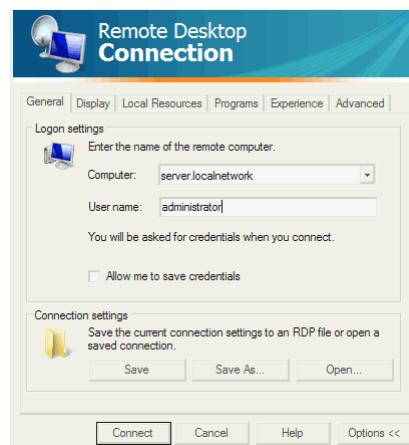 Remote Desktop
Connection
General Display Local Resources Programs Experience Advanced
Logon settings
Enter the name of the remote computer.
Computer: server.localnetwork
User name: administrator
You will be asked for credentials when you connect.
Allow me to save credentials
Connection settings
Save the current connection settings to an RDP file or open a
saved connection.
Save Save As... Open...
Connect Cancel Help Options <<